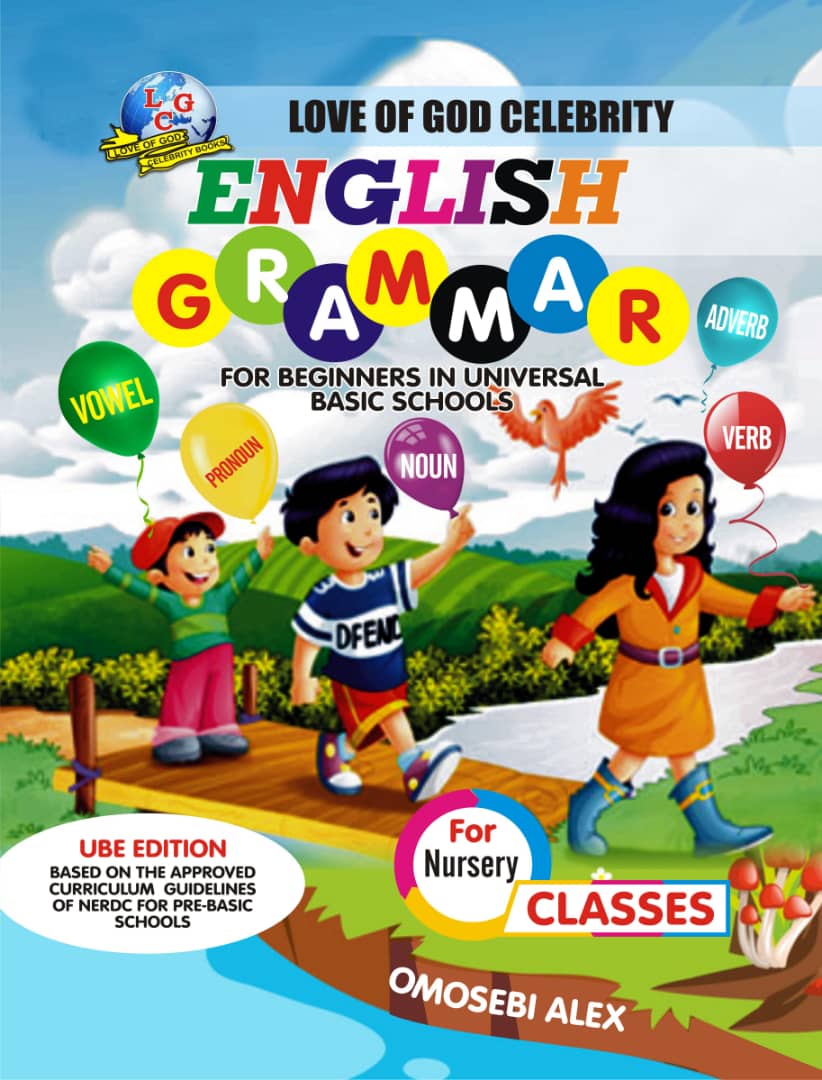 L
G
C
LOVE OF GOD
CELEBRITY BOOKS
LOVE OF GOD CELEBRITY
ENGLISH
GRAMMAR
FOR BEGINNERS IN UNIVERSAL
BASIC SCHOOLS
ADVERB
VOWEL
PRONOUN
NOUN
VERB
DFEND
UBE EDITION
BASED ON THE APPROVED
CURRICULUM GUIDELINES
OF NERDC FOR PRE-BASIC
SCHOOLS
For
Nursery
CLASSES
OMOSEBI ALEX